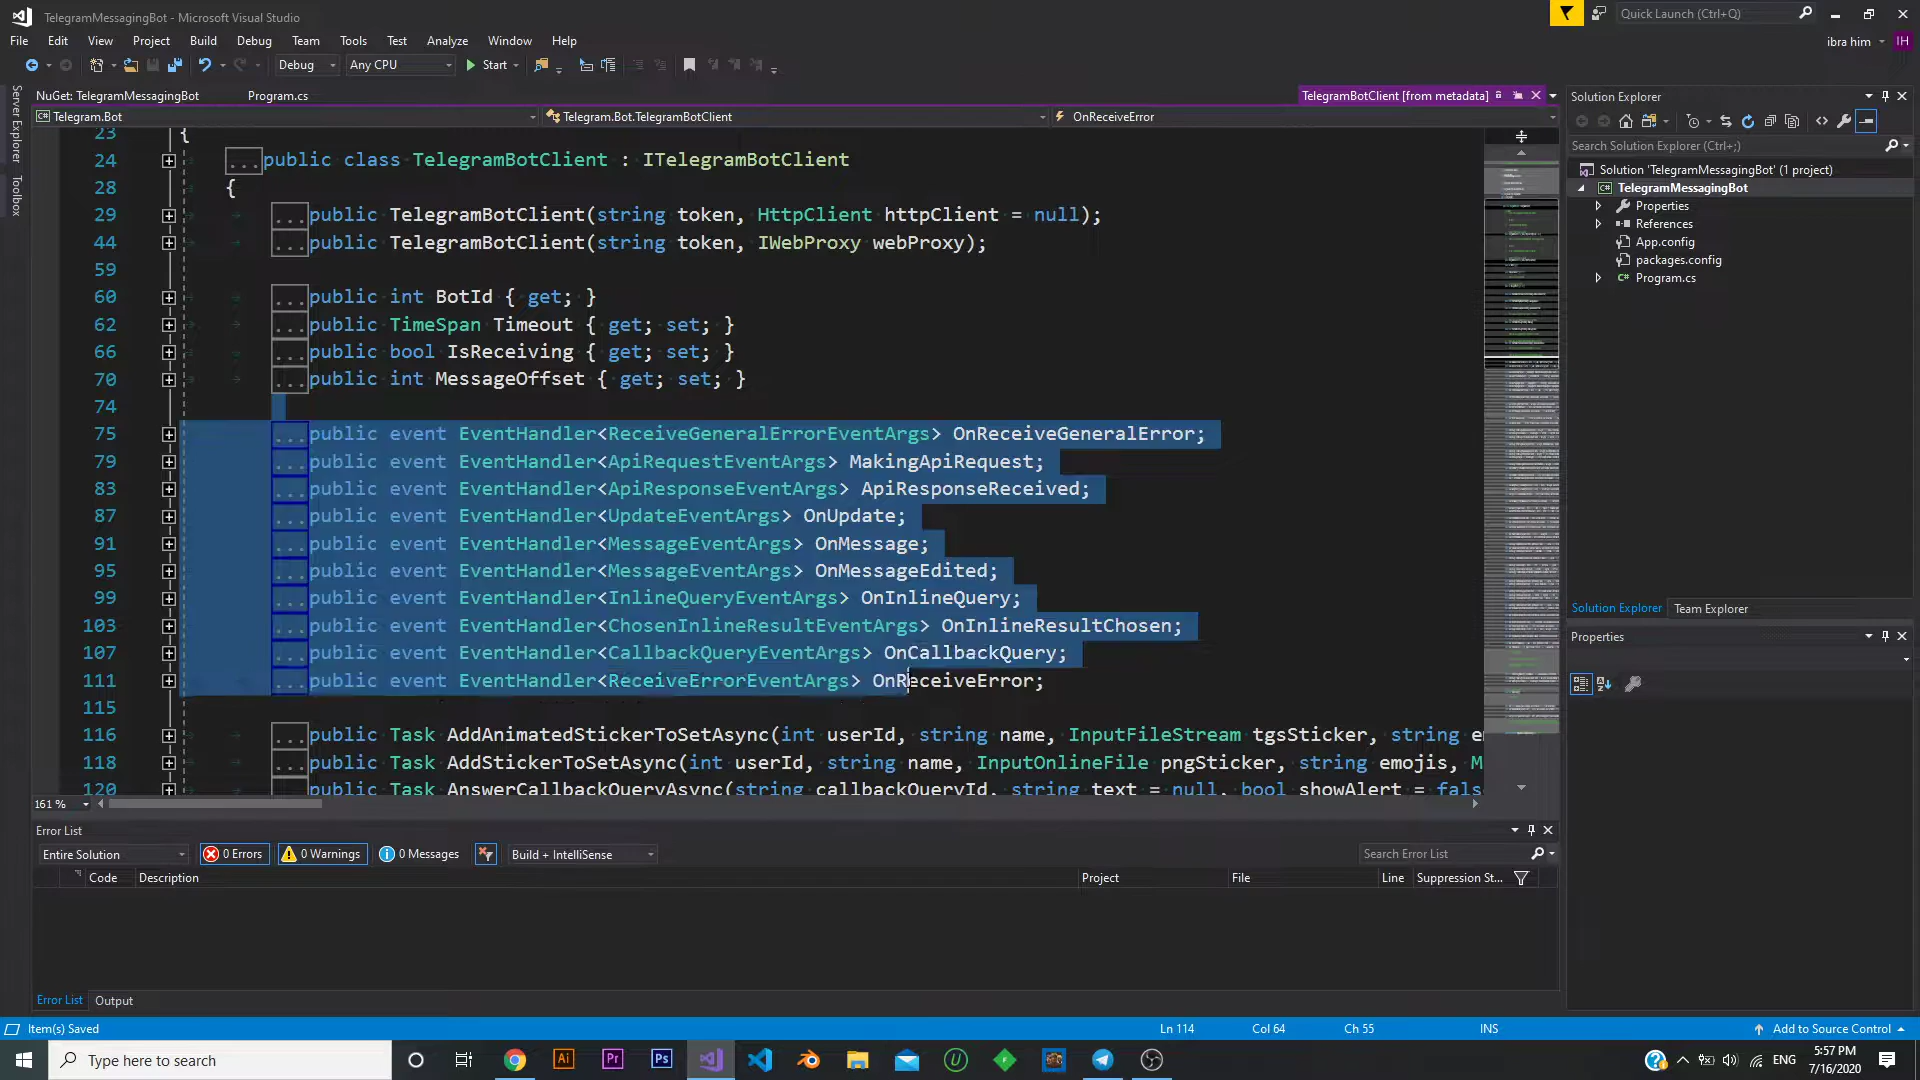 TelegramMessagingBot - Microsoft Visual Studio
Quick Launch (Ctrl+Q)
File Edit View Project Build Debug Team Tools Test Analyze Window Help
ibra him IH
Debug Any CPU Start
NuGet: TelegramMessagingBot Program.cs TelegramBotClient [from metadata]
Telegram.Bot Telegram.Bot.TelegramBotClient OnReceiveError
Server Explorer
Toolbox
23 {
24 ...public class TelegramBotClient : ITelegramBotClient
28 {
29 ...public TelegramBotClient(string token, HttpClient httpClient = null);
44 ...public TelegramBotClient(string token, IWebProxy webProxy);
59
60 ...public int BotId { get; }
62 ...public TimeSpan Timeout { get; set; }
66 ...public bool IsReceiving { get; set; }
70 ...public int MessageOffset { get; set; }
74
75 ...public event EventHandler<ReceiveGeneralErrorEventArgs> OnReceiveGeneralError;
79 ...public event EventHandler<ApiRequestEventArgs> MakingApiRequest;
83 ...public event EventHandler<ApiResponseEventArgs> ApiResponseReceived;
87 ...public event EventHandler<UpdateEventArgs> OnUpdate;
91 ...public event EventHandler<MessageEventArgs> OnMessage;
95 ...public event EventHandler<MessageEventArgs> OnMessageEdited;
99 ...public event EventHandler<InlineQueryEventArgs> OnInlineQuery;
103 ...public event EventHandler<ChosenInlineResultEventArgs> OnInlineResultChosen;
107 ...public event EventHandler<CallbackQueryEventArgs> OnCallbackQuery;
111 ...public event EventHandler<ReceiveErrorEventArgs> OnReceiveError;
115
116 ...public Task AddAnimatedStickerToSetAsync(int userId, string name, InputFileStream tgsSticker, string e
118 ...public Task AddStickerToSetAsync(int userId, string name, InputOnlineFile pngSticker, string emojis, M
120 ...public Task AnswerCallbackQueryAsync(string callbackQueryId, string text = null, bool showAlert = fals
161 %
Solution Explorer
Search Solution Explorer (Ctrl+;)
Solution 'TelegramMessagingBot' (1 project)
TelegramMessagingBot
Properties
References
App.config
packages.config
C# Program.cs
Solution Explorer Team Explorer
Properties
Error List
Entire Solution 0 Errors 0 Warnings 0 Messages Build + IntelliSense Search Error List
Code Description Project File Line Suppression St...
Error List Output
Item(s) Saved Ln 114 Col 64 Ch 55 INS Add to Source Control
Type here to search
Ai Pr Ps
ENG
5:57 PM
7/16/2020